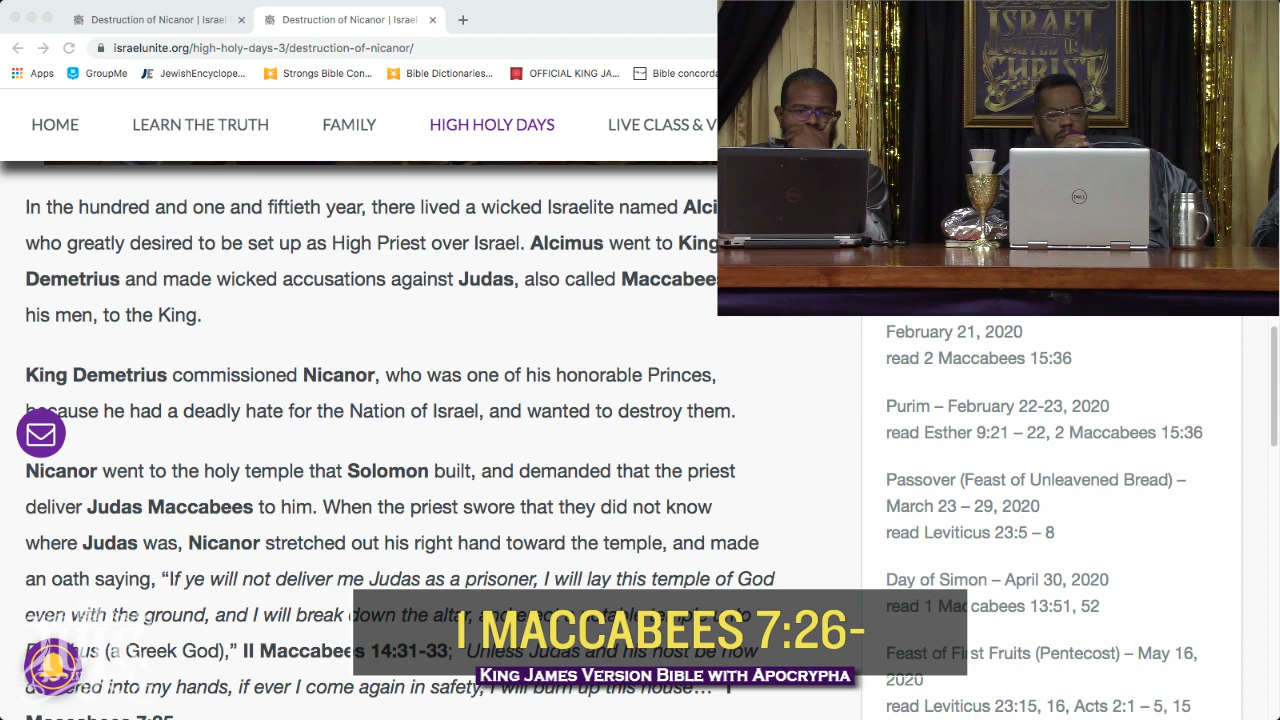 Destruction of Nicanor | Israel
Destruction of Nicanor | Israel
israelunite.org/high-holy-days-3/destruction-of-nicanor/
Apps GroupMe JewishEncyclope... Strongs Bible Con... Bible Dictionaries... OFFICIAL KING JA... Bible concorda
ISRAEL
UNITED IN
CHRIST
DELL
HOME LEARN THE TRUTH FAMILY HIGH HOLY DAYS LIVE CLASS & V
In the hundred and one and fiftieth year, there lived a wicked Israelite named Alci
who greatly desired to be set up as High Priest over Israel. Alcimus went to King
Demetrius and made wicked accusations against Judas, also called Maccabee
his men, to the King.
King Demetrius commissioned Nicanor, who was one of his honorable Princes,
because he had a deadly hate for the Nation of Israel, and wanted to destroy them.
Nicanor went to the holy temple that Solomon built, and demanded that the priest
deliver Judas Maccabees to him. When the priest swore that they did not know
where Judas was, Nicanor stretched out his right hand toward the temple, and made
an oath saying, “If ye will not deliver me Judas as a prisoner, I will lay this temple of God
even with the ground, and I will break down the altar, and erect a notable temple unto
(a Greek God),” II Maccabees 14:31-33; “Unless Judas and his host be now
delivered into my hands, if ever I come again in safety, I will burn up this house...” I
Maccabees 7:35
February 21, 2020
read 2 Maccabees 15:36
Purim – February 22-23, 2020
read Esther 9:21 – 22, 2 Maccabees 15:36
Passover (Feast of Unleavened Bread) –
March 23 – 29, 2020
read Leviticus 23:5 – 8
Day of Simon – April 30, 2020
read 1 Maccabees 13:51, 52
Feast of First Fruits (Pentecost) – May 16,
2020
read Leviticus 23:15, 16, Acts 2:1 – 5, 15
I MACCABEES 7:26-
King James Version Bible with Apocrypha